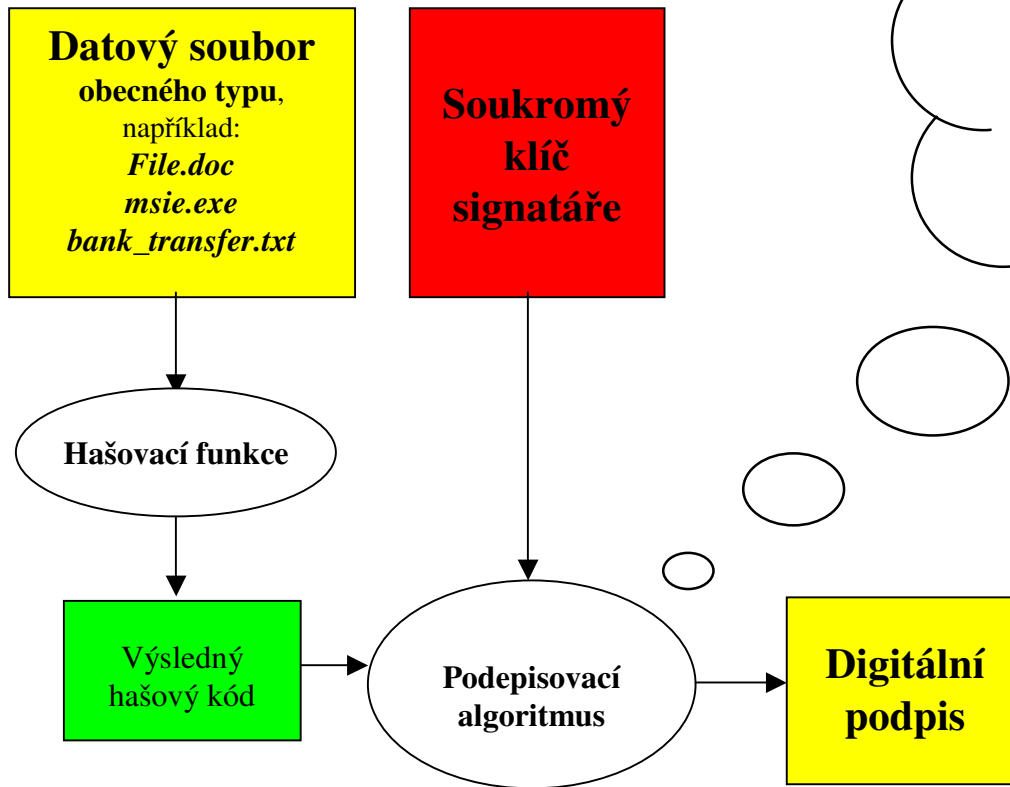 Datový soubor
obecného typu,
například:
File.doc
msie.exe
bank_transfer.txt
Soukromý
klíč
signatáře
Hašovací funkce
Výsledný
hašový kód
Podepisovací
algoritmus
Digitální
podpis